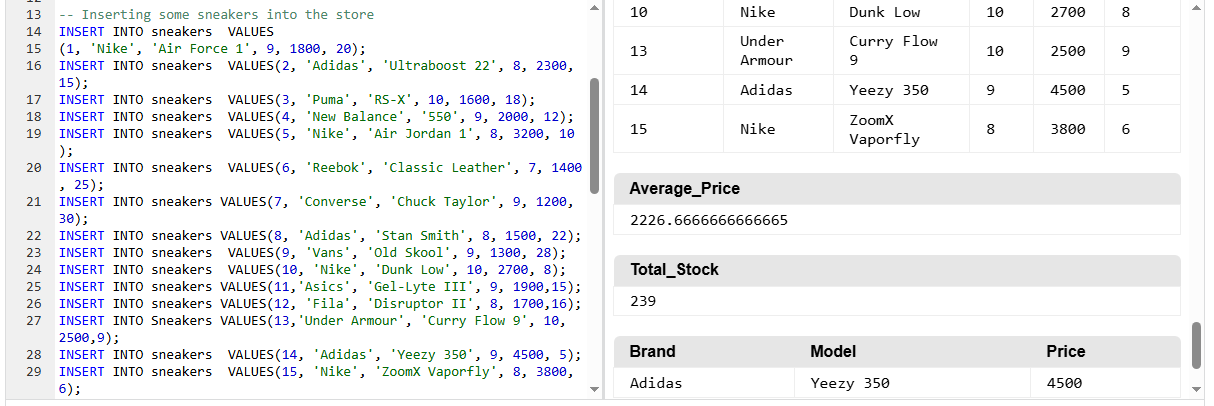 13 -- Inserting some sneakers into the store
14 INSERT INTO sneakers  VALUES
15 (1, 'Nike', 'Air Force 1', 9, 1800, 20);
16 INSERT INTO sneakers  VALUES(2, 'Adidas', 'Ultraboost 22', 8, 2300,
15);
17 INSERT INTO sneakers  VALUES(3, 'Puma', 'RS-X', 10, 1600, 18);
18 INSERT INTO sneakers  VALUES(4, 'New Balance', '550', 9, 2000, 12);
19 INSERT INTO sneakers  VALUES(5, 'Nike', 'Air Jordan 1', 8, 3200, 10
);
20 INSERT INTO sneakers  VALUES(6, 'Reebok', 'Classic Leather', 7, 1400
, 25);
21 INSERT INTO sneakers VALUES(7, 'Converse', 'Chuck Taylor', 9, 1200,
30);
22 INSERT INTO sneakers VALUES(8, 'Adidas', 'Stan Smith', 8, 1500, 22);
23 INSERT INTO sneakers  VALUES(9, 'Vans', 'Old Skool', 9, 1300, 28);
24 INSERT INTO sneakers VALUES(10, 'Nike', 'Dunk Low', 10, 2700, 8);
25 INSERT INTO sneakers VALUES(11,'Asics', 'Gel-Lyte III', 9, 1900,15);
26 INSERT INTO sneakers VALUES(12, 'Fila', 'Disruptor II', 8, 1700,16);
27 INSERT INTO Sneakers VALUES(13,'Under Armour', 'Curry Flow 9', 10,
2500,9);
28 INSERT INTO sneakers  VALUES(14, 'Adidas', 'Yeezy 350', 9, 4500, 5);
29 INSERT INTO sneakers  VALUES(15, 'Nike', 'ZoomX Vaporfly', 8, 3800,
6);
10 Nike Dunk Low 10 2700 8
13 Under Armour Curry Flow 9 10 2500 9
14 Adidas Yeezy 350 9 4500 5
15 Nike ZoomX Vaporfly 8 3800 6
Average_Price
2226.6666666666665
Total_Stock
239
Brand Model Price
Adidas Yeezy 350 4500